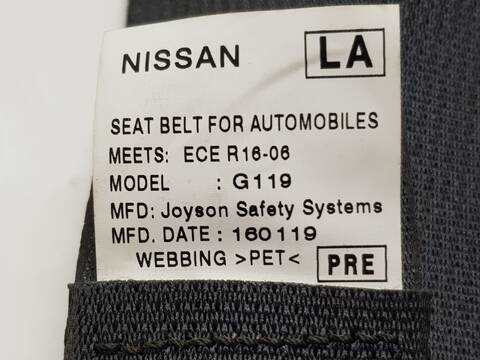 NISSAN LA
SEAT BELT FOR AUTOMOBILES
MEETS: ECE R16-06
MODEL : G119
MFD: Joyson Safety Systems
MFD. DATE : 160119
WEBBING >PET< PRE